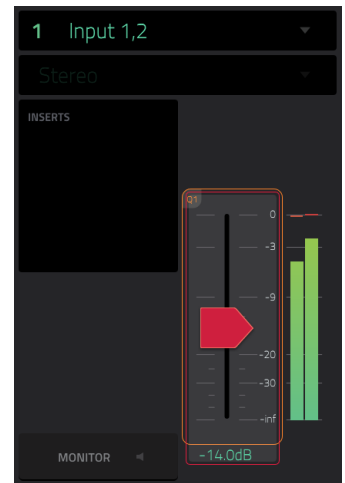 1 Input 1,2
Stereo
INSERTS
Q1
0
-3
-9
-20
-30
-inf
MONITOR
-14.0dB